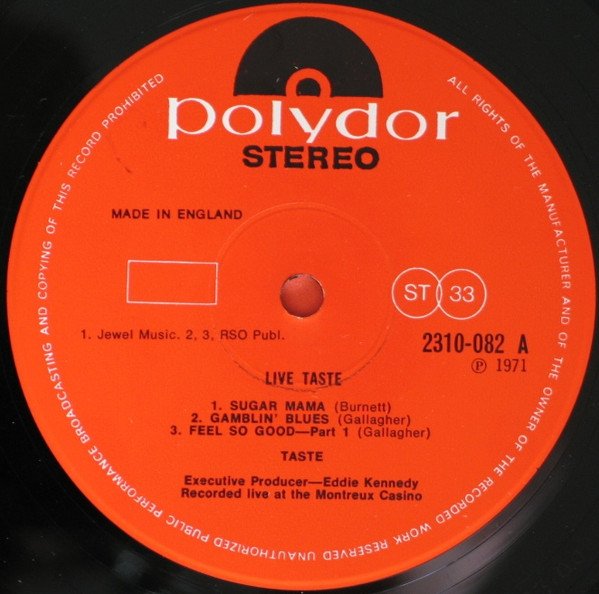 polydor
STEREO
MADE IN ENGLAND
ST 33
1. Jewel Music. 2, 3, RSO Publ.
2310-082 A
Ⓟ 1971
LIVE TASTE
1. SUGAR MAMA (Burnett)
2. GAMBLIN' BLUES (Gallagher)
3. FEEL SO GOOD—Part 1 (Gallagher)
TASTE
Executive Producer—Eddie Kennedy
Recorded live at the Montreux Casino
ALL RIGHTS OF THE MANUFACTURER AND OF THE OWNER OF THE RECORDED WORK RESERVED UNAUTHORIZED PUBLIC PERFORMANCE BROADCASTING AND COPYING OF THIS RECORD PROHIBITED